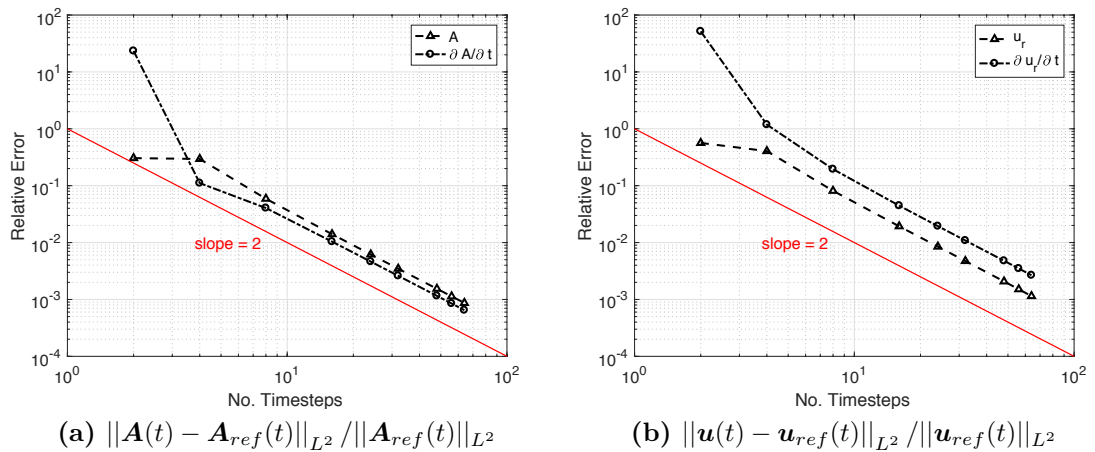 10^2
10^1
10^0
10^-1
10^-2
10^-3
10^-4
Relative Error
A
∂ A/∂ t
slope = 2
10^0
10^1
10^2
No. Timesteps
(a) ||A(t) − A_ref(t)||_L² / ||A_ref(t)||_L²
10^2
10^1
10^0
10^-1
10^-2
10^-3
10^-4
Relative Error
u_r
∂ u_r/∂ t
slope = 2
10^0
10^1
10^2
No. Timesteps
(b) ||u(t) − u_ref(t)||_L² / ||u_ref(t)||_L²